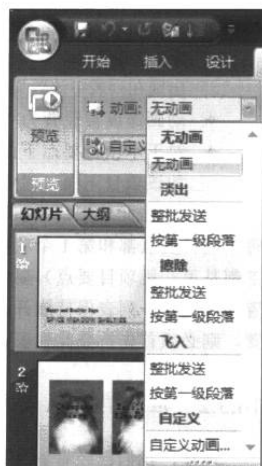 开始 插入 设计
动画: 无动画
自定义
预览
预览
无动画
无动画
淡出
整批发送
按第一级段落
擦除
整批发送
按第一级段落
飞入
整批发送
按第一级段落
自定义
自定义动画...
幻灯片 大纲
1
2